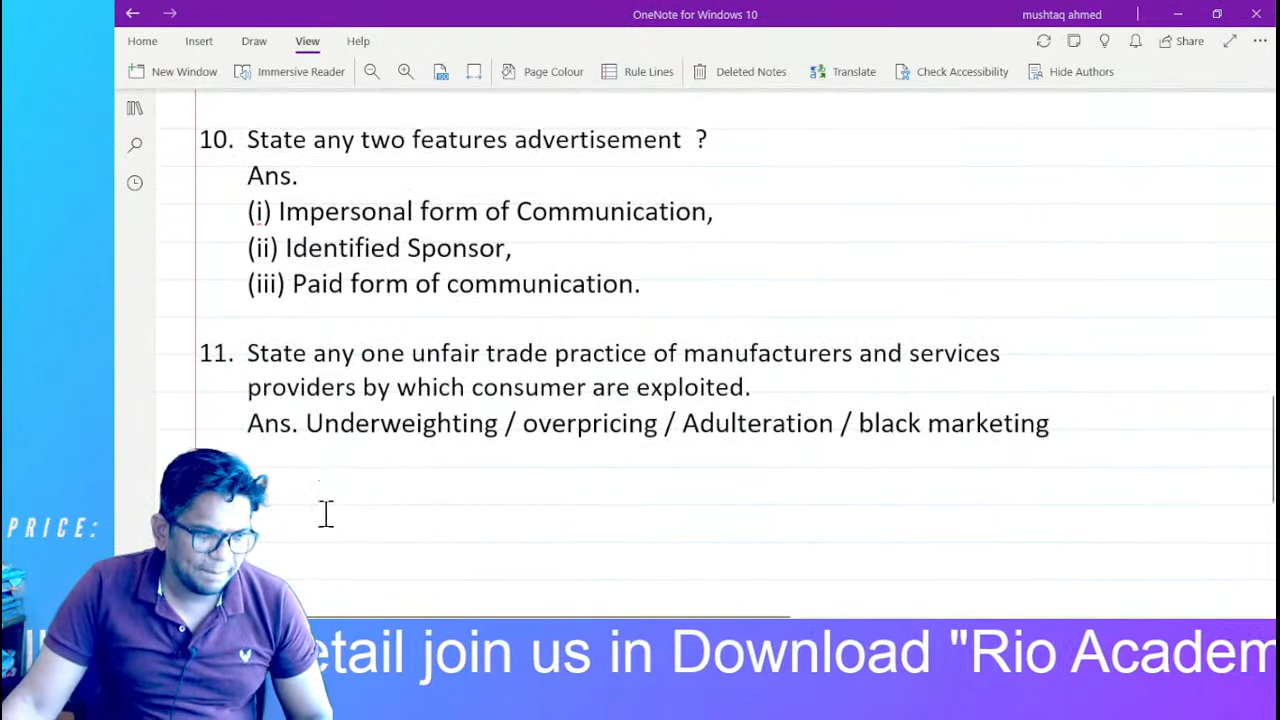 OneNote for Windows 10
mushtaq ahmed
Home Insert Draw View Help
Share
New Window Immersive Reader Page Colour Rule Lines Deleted Notes Translate Check Accessibility Hide Authors
10. State any two features advertisement ?
Ans.
(i) Impersonal form of Communication,
(ii) Identified Sponsor,
(iii) Paid form of communication.
11. State any one unfair trade practice of manufacturers and services
providers by which consumer are exploited.
Ans. Underweighting / overpricing / Adulteration / black marketing
PRICE:
etail join us in Download "Rio Academ